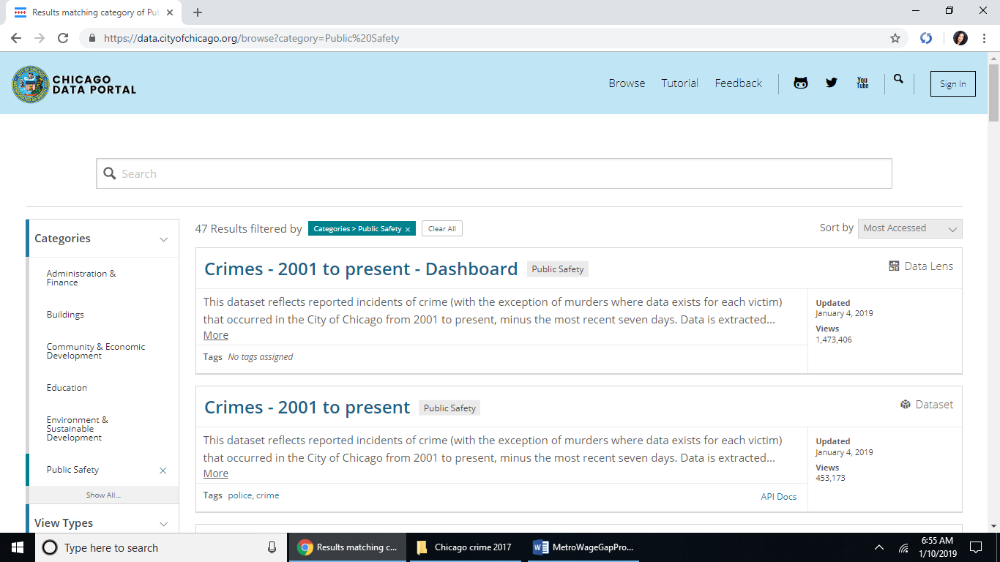 Results matching category of Pub
https://data.cityofchicago.org/browse?category=Public%20Safety
CHICAGO
DATA PORTAL
Browse
Tutorial
Feedback
You
Tube
Sign In
Search
Categories
Administration &
Finance
Buildings
Community & Economic
Development
Education
Environment &
Sustainable
Development
Public Safety
Show All...
View Types
47 Results filtered by
Categories > Public Safety ×
Clear All
Sort by
Most Accessed
Crimes - 2001 to present - Dashboard
Public Safety
Data Lens
This dataset reflects reported incidents of crime (with the exception of murders where data exists for each victim)
that occurred in the City of Chicago from 2001 to present, minus the most recent seven days. Data is extracted...
More
Tags No tags assigned
Updated
January 4, 2019
Views
1,473,406
Crimes - 2001 to present
Public Safety
Dataset
This dataset reflects reported incidents of crime (with the exception of murders where data exists for each victim)
that occurred in the City of Chicago from 2001 to present, minus the most recent seven days. Data is extracted...
More
Tags police, crime
API Docs
Updated
January 4, 2019
Views
453,173
Type here to search
Results matching c...
Chicago crime 2017
MetroWageGapPro...
6:55 AM
1/10/2019